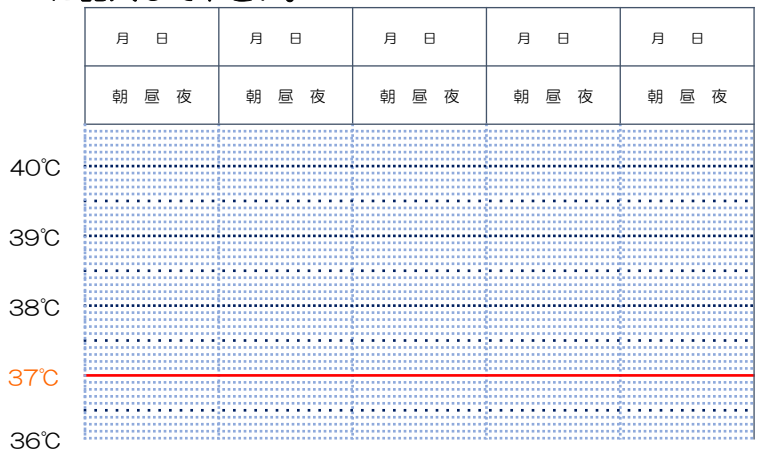 月 日 月 日 月 日 月 日 月 日
朝 昼 夜 朝 昼 夜 朝 昼 夜 朝 昼 夜 朝 昼 夜
40℃
39℃
38℃
37℃
36℃